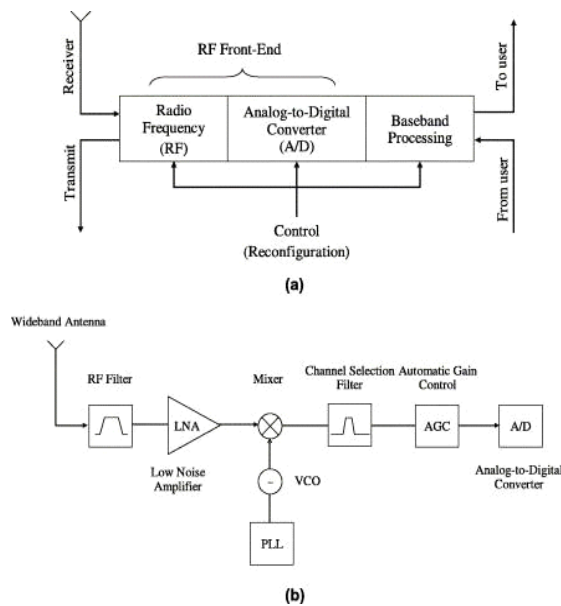 RF Front-End
Receiver
Transmit
Radio
Frequency
(RF)
Analog-to-Digital
Converter
(A/D)
Baseband
Processing
To user
From user
Control
(Reconfiguration)
(a)
Wideband Antenna
RF Filter
LNA
Low Noise
Amplifier
Mixer
VCO
PLL
Channel Selection
Filter
Automatic Gain
Control
AGC
A/D
Analog-to-Digital
Converter
(b)